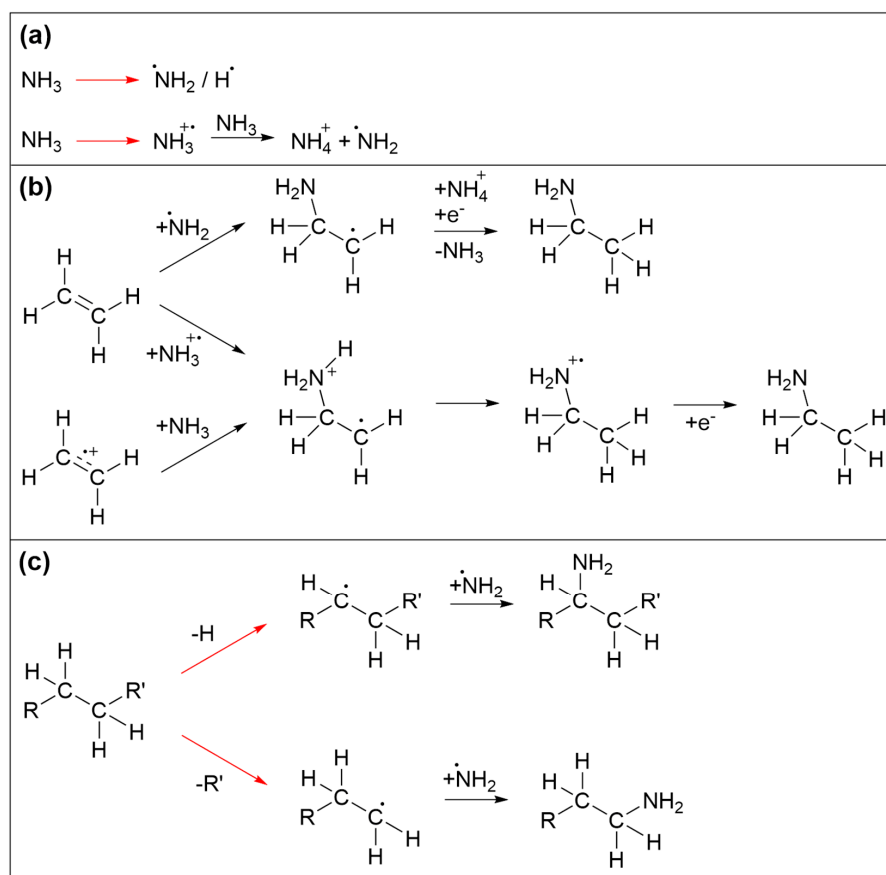 (a)
NH3 → •NH2 / H•
NH3 → NH3+• NH3 → NH4+ + •NH2
(b)
+•NH2
H2N H H C C • H H
+NH4+
+e-
-NH3
H2N H H C C H H H
H H C C H H
+NH3+•
H H C •+ C H H
+NH3
H H2N+ H H C C • H H
H2N+• H H C C H H H
+e-
H2N H H C C H H H
(c)
H H R C C R' H H
-H
H R C • C R' H H
+•NH2
NH2 H R C C R' H H
-R'
H H R C C • H H
+•NH2
H H R C C NH2 H H